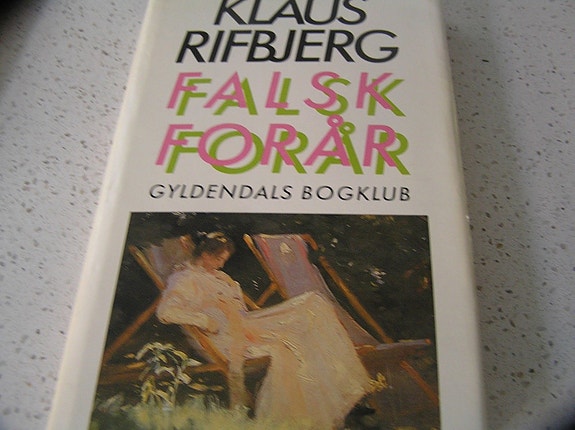 KLAUS
RIFBJERG
FALSK
FORÅR
GYLDENDALS BOGKLUB